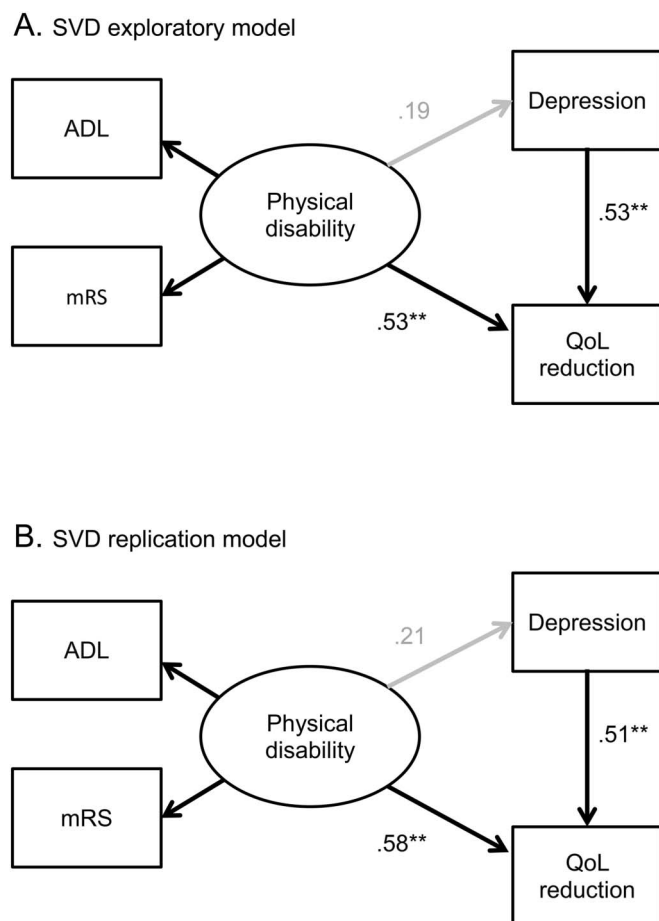 A. SVD exploratory model
ADL
.19
Depression
Physical
disability
.53**
mRS
.53**
QoL
reduction
B. SVD replication model
ADL
.21
Depression
Physical
disability
.51**
mRS
.58**
QoL
reduction